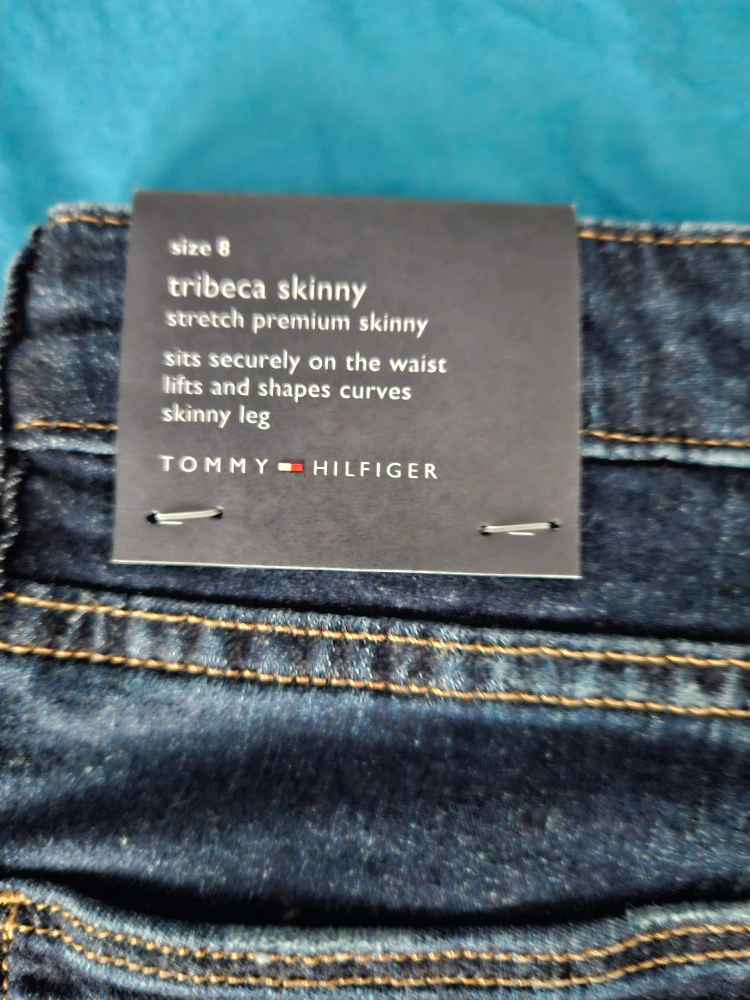 size 8
tribeca skinny
stretch premium skinny
sits securely on the waist
lifts and shapes curves
skinny leg
TOMMY HILFIGER